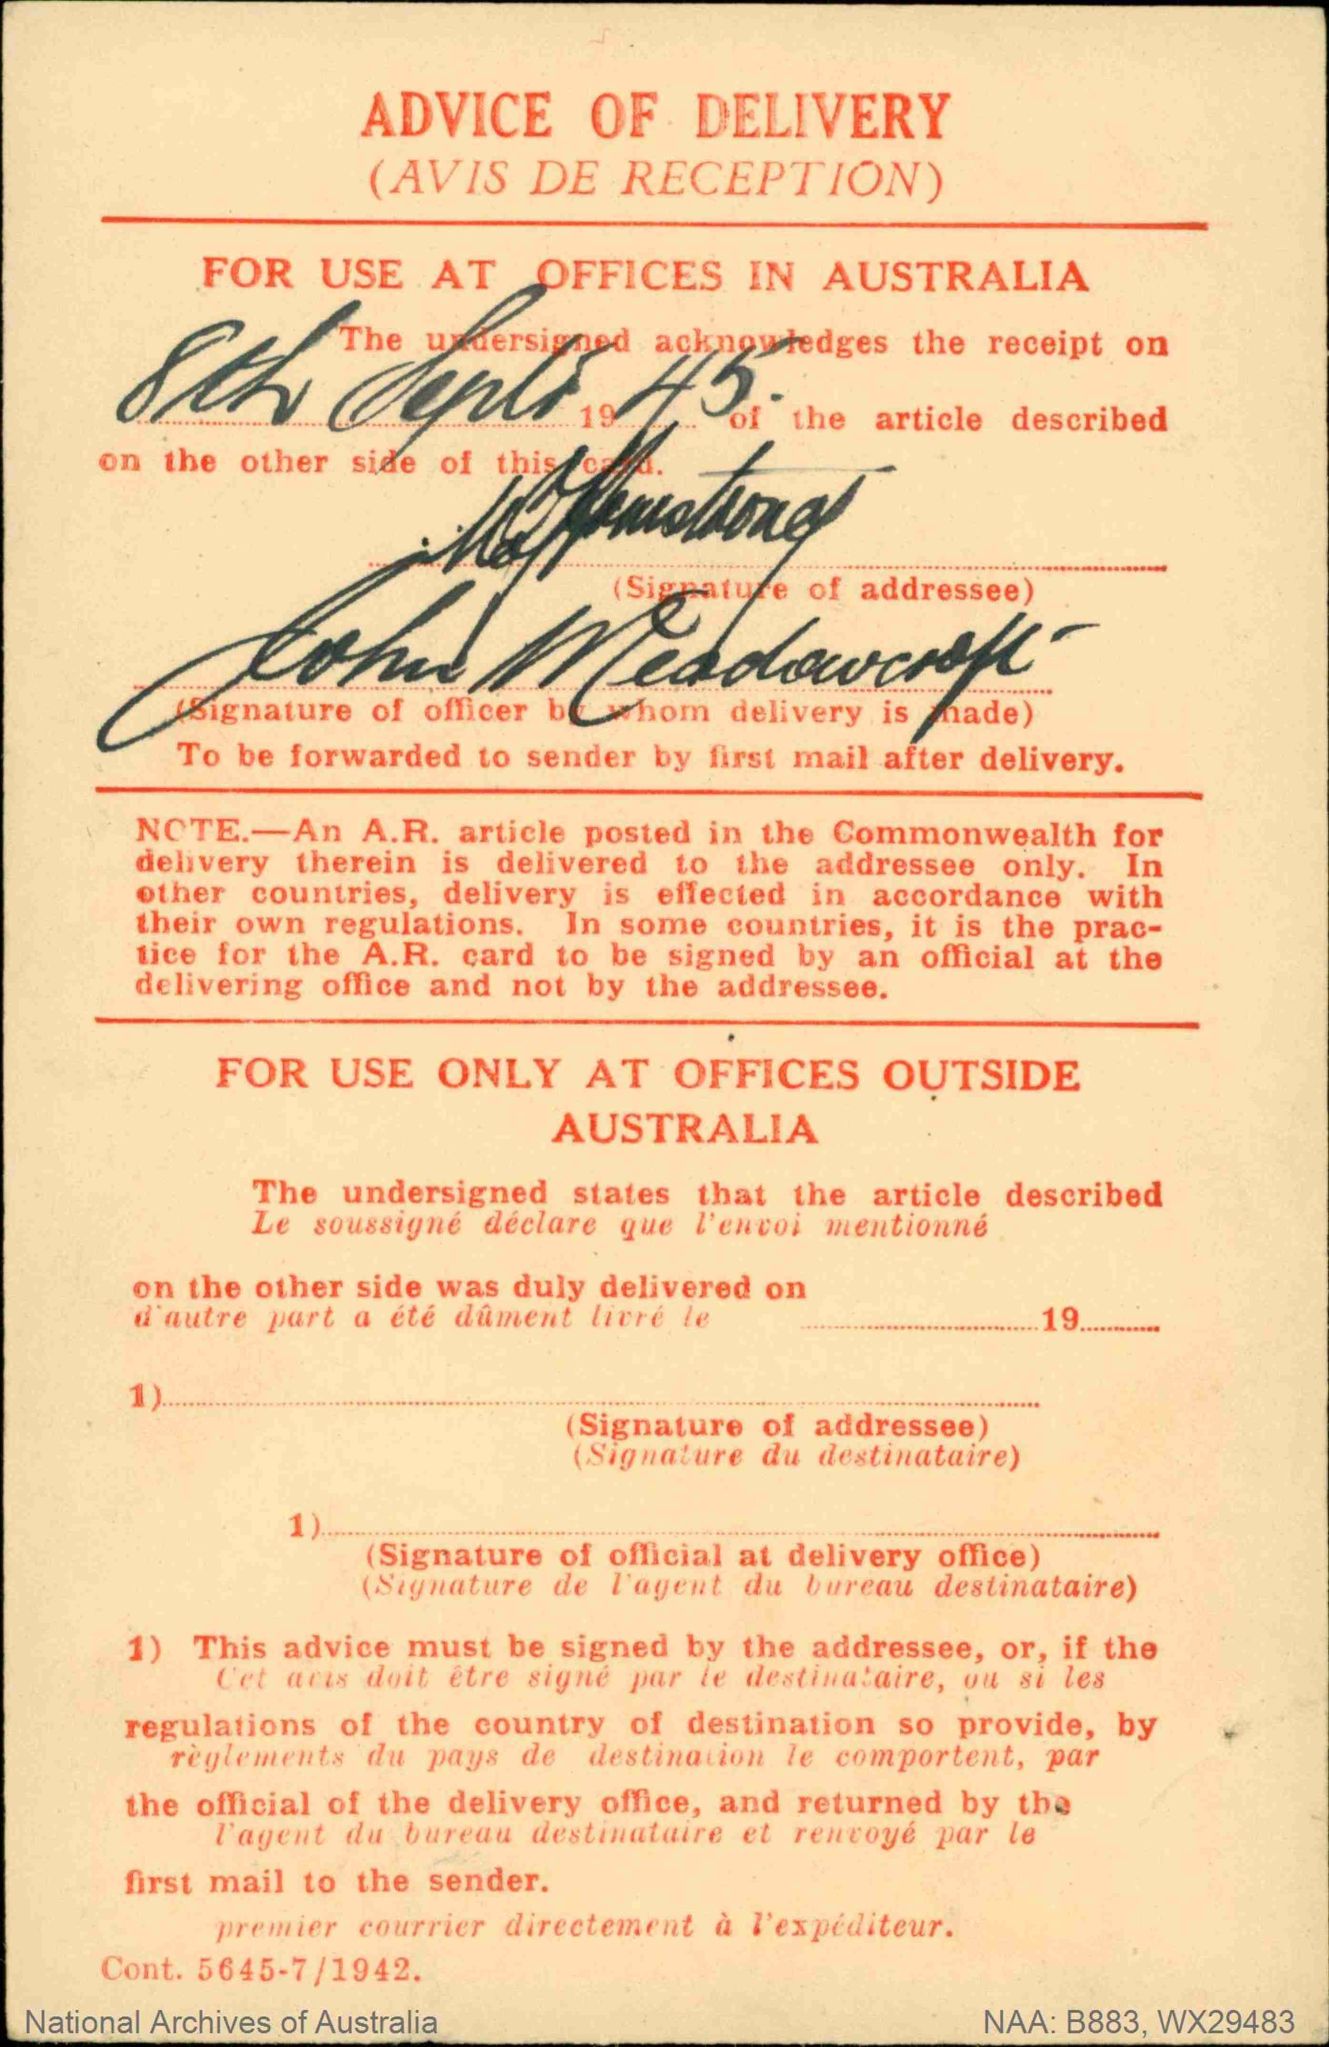 ADVICE OF DELIVERY
(AVIS DE RECEPTION)
FOR USE AT OFFICES IN AUSTRALIA
The undersigned acknowledges the receipt on
8th Sept 1945. of the article described
on the other side of this card.
Armstrong
(Signature of addressee)
John Meadowcroft
(Signature of officer by whom delivery is made)
To be forwarded to sender by first mail after delivery.
NOTE.—An A.R. article posted in the Commonwealth for
delivery therein is delivered to the addressee only. In
other countries, delivery is effected in accordance with
their own regulations. In some countries, it is the prac-
tice for the A.R. card to be signed by an official at the
delivering office and not by the addressee.
FOR USE ONLY AT OFFICES OUTSIDE
AUSTRALIA
The undersigned states that the article described
Le soussigné déclare que l'envoi mentionné
on the other side was duly delivered on
d'autre part a été dûment livré le 19
1)
(Signature of addressee)
(Signature du destinataire)
1)
(Signature of official at delivery office)
(Signature de l'agent du bureau destinataire)
1) This advice must be signed by the addressee, or, if the
Cet avis doit être signé par le destinataire, ou si les
regulations of the country of destination so provide, by
règlements du pays de destination le comportent, par
the official of the delivery office, and returned by the
l'agent du bureau destinataire et renvoyé par le
first mail to the sender.
premier courrier directement à l'expéditeur.
Cont. 5645-7/1942.
National Archives of Australia
NAA: B883, WX29483